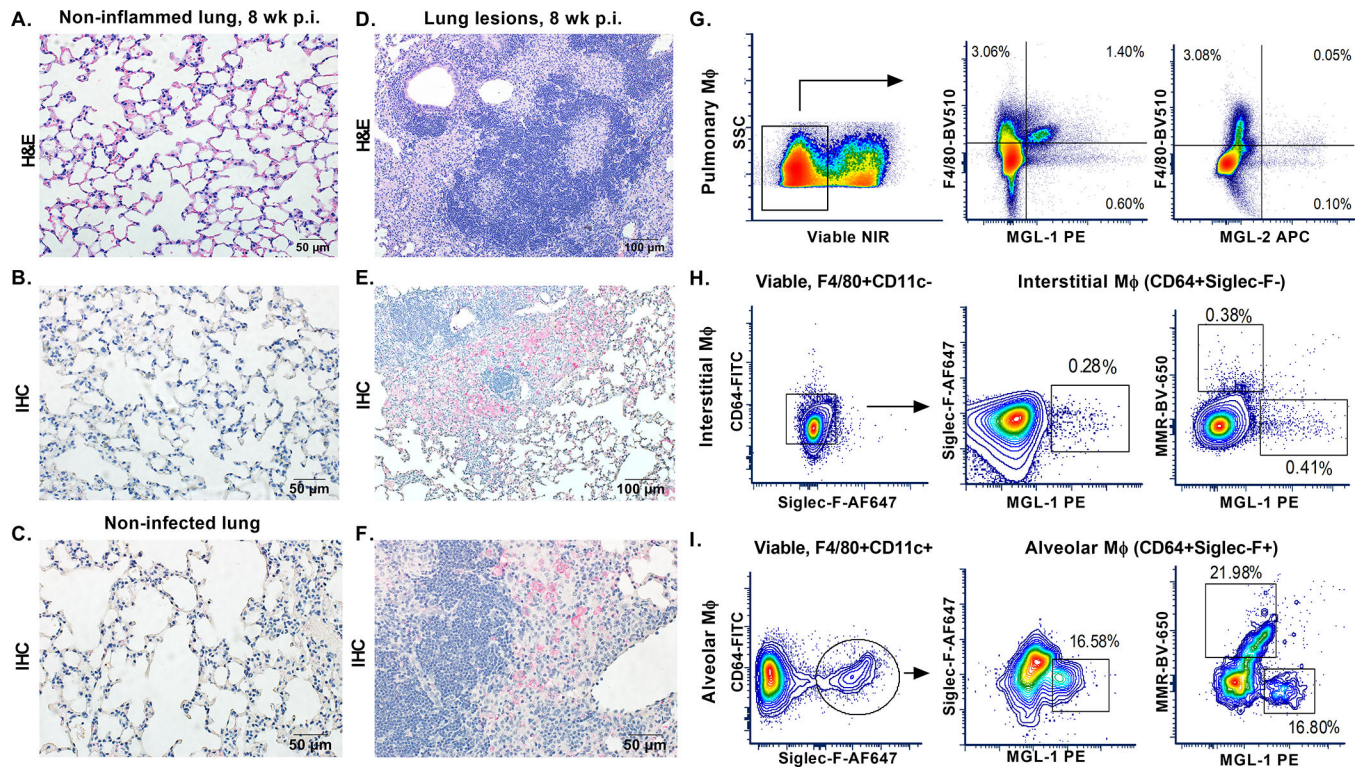 A. Non-inflammed lung, 8 wk p.i.
H&E
50 µm
B.
IHC
50 µm
Non-infected lung
C.
IHC
50 µm
D. Lung lesions, 8 wk p.i.
H&E
100 µm
E.
IHC
100 µm
F.
IHC
50 µm
G.
Pulmonary Mϕ
SSC
Viable NIR
3.06%
1.40%
F4/80-BV510
0.60%
MGL-1 PE
3.08%
0.05%
F4/80-BV510
0.10%
MGL-2 APC
H. Viable, F4/80+CD11c-
Interstitial Mϕ (CD64+Siglec-F-)
Interstitial Mϕ
CD64-FITC
Siglec-F-AF647
Siglec-F-AF647
0.28%
MGL-1 PE
0.38%
MMR-BV-650
0.41%
MGL-1 PE
I. Viable, F4/80+CD11c+
Alveolar Mϕ (CD64+Siglec-F+)
Alveolar Mϕ
CD64-FITC
Siglec-F-AF647
Siglec-F-AF647
16.58%
MGL-1 PE
21.98%
MMR-BV-650
16.80%
MGL-1 PE